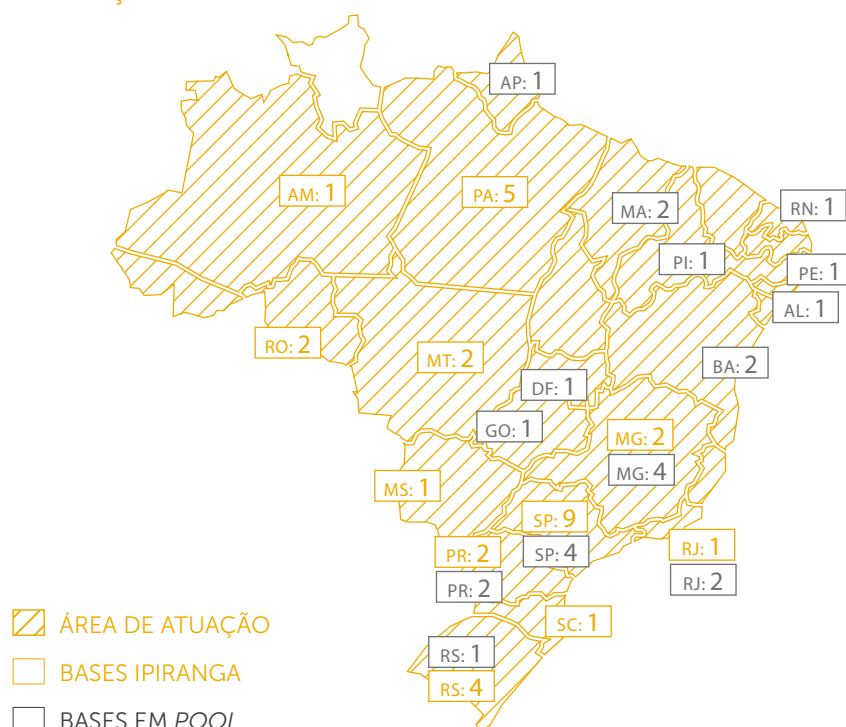 AP: 1
AM: 1
PA: 5
MA: 2
RN: 1
PI: 1
PE: 1
AL: 1
RO: 2
MT: 2
BA: 2
DF: 1
GO: 1
MG: 2
MG: 4
MS: 1
SP: 9
PR: 2
SP: 4
RJ: 1
PR: 2
RJ: 2
SC: 1
RS: 1
RS: 4
ÁREA DE ATUAÇÃO
BASES IPIRANGA
BASES EM POOL